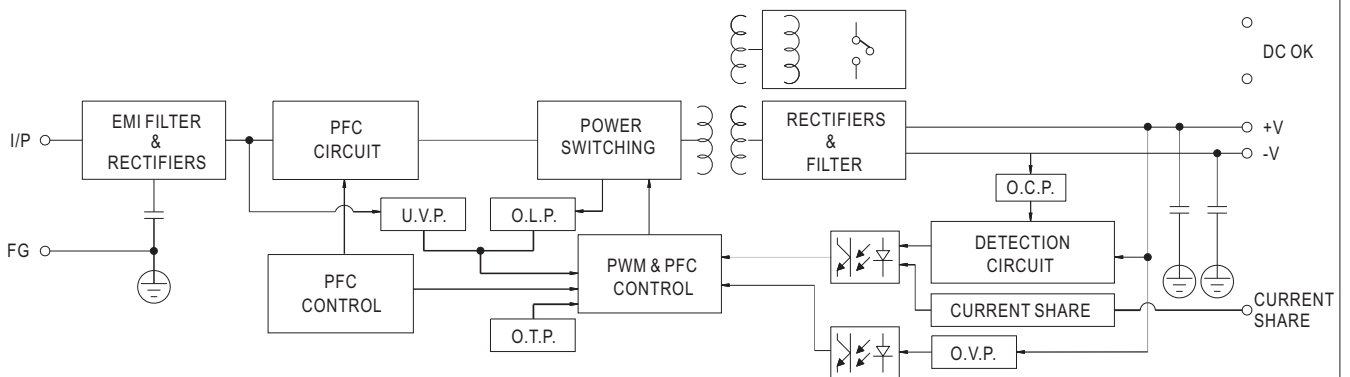 DC OK
I/P
EMI FILTER
&
RECTIFIERS
PFC
CIRCUIT
POWER
SWITCHING
RECTIFIERS
&
FILTER
+V
-V
O.C.P.
U.V.P.
O.L.P.
FG
PFC
CONTROL
PWM & PFC
CONTROL
DETECTION
CIRCUIT
CURRENT SHARE
CURRENT
SHARE
O.T.P.
O.V.P.